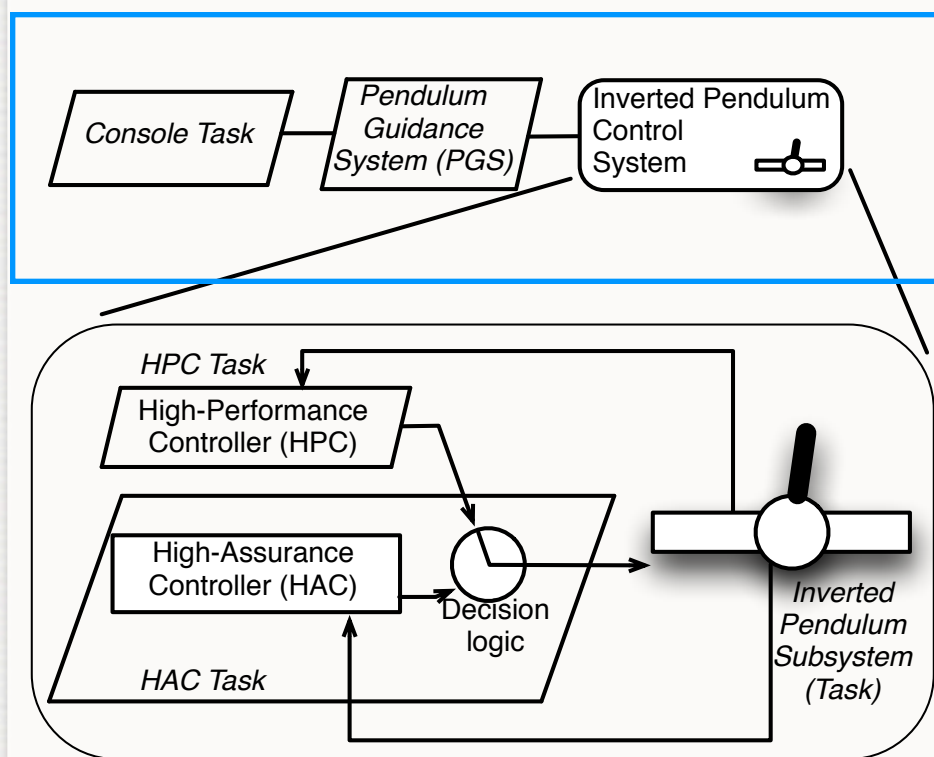 Console Task
Pendulum
Guidance
System (PGS)
Inverted Pendulum
Control
System
HPC Task
High-Performance
Controller (HPC)
High-Assurance
Controller (HAC)
Decision
logic
HAC Task
Inverted
Pendulum
Subsystem
(Task)